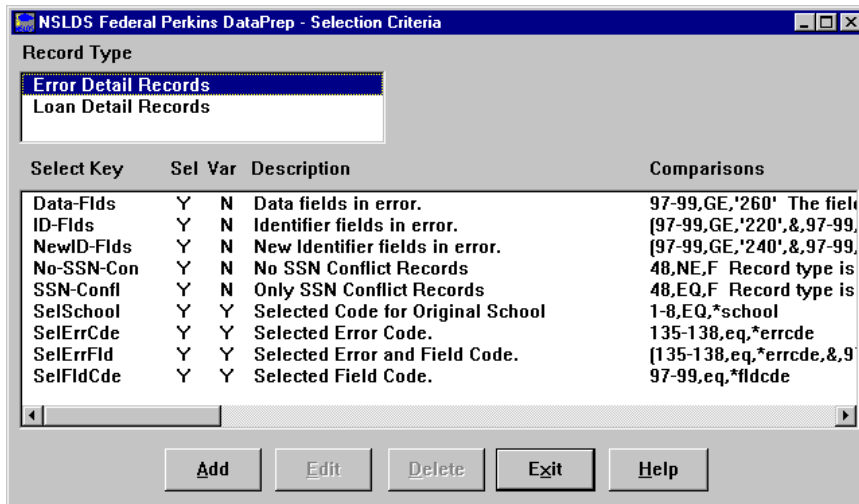 NSLDS Federal Perkins DataPrep - Selection Criteria
Record Type
Error Detail Records
Loan Detail Records
Select Key Sel Var Description Comparisons
Data-Flds Y N Data fields in error. 97-99,GE,'260' The field
ID-Flds Y N Identifier fields in error. (97-99,GE,'220',&,97-99,
NewID-Flds Y N New Identifier fields in error. (97-99,GE,'240',&,97-99,
No-SSN-Con Y N No SSN Conflict Records 48,NE,F Record type is
SSN-Confl Y N Only SSN Conflict Records 48,EQ,F Record type is
SelSchool Y Y Selected Code for Original School 1-8,EQ,*school
SelErrCde Y Y Selected Error Code. 135-138,eq,*errcde
SelErrFld Y Y Selected Error and Field Code. (135-138,eq,*errcde,&,9
SelFldCde Y Y Selected Field Code. 97-99,eq,*fldcde
Add Edit Delete Exit Help